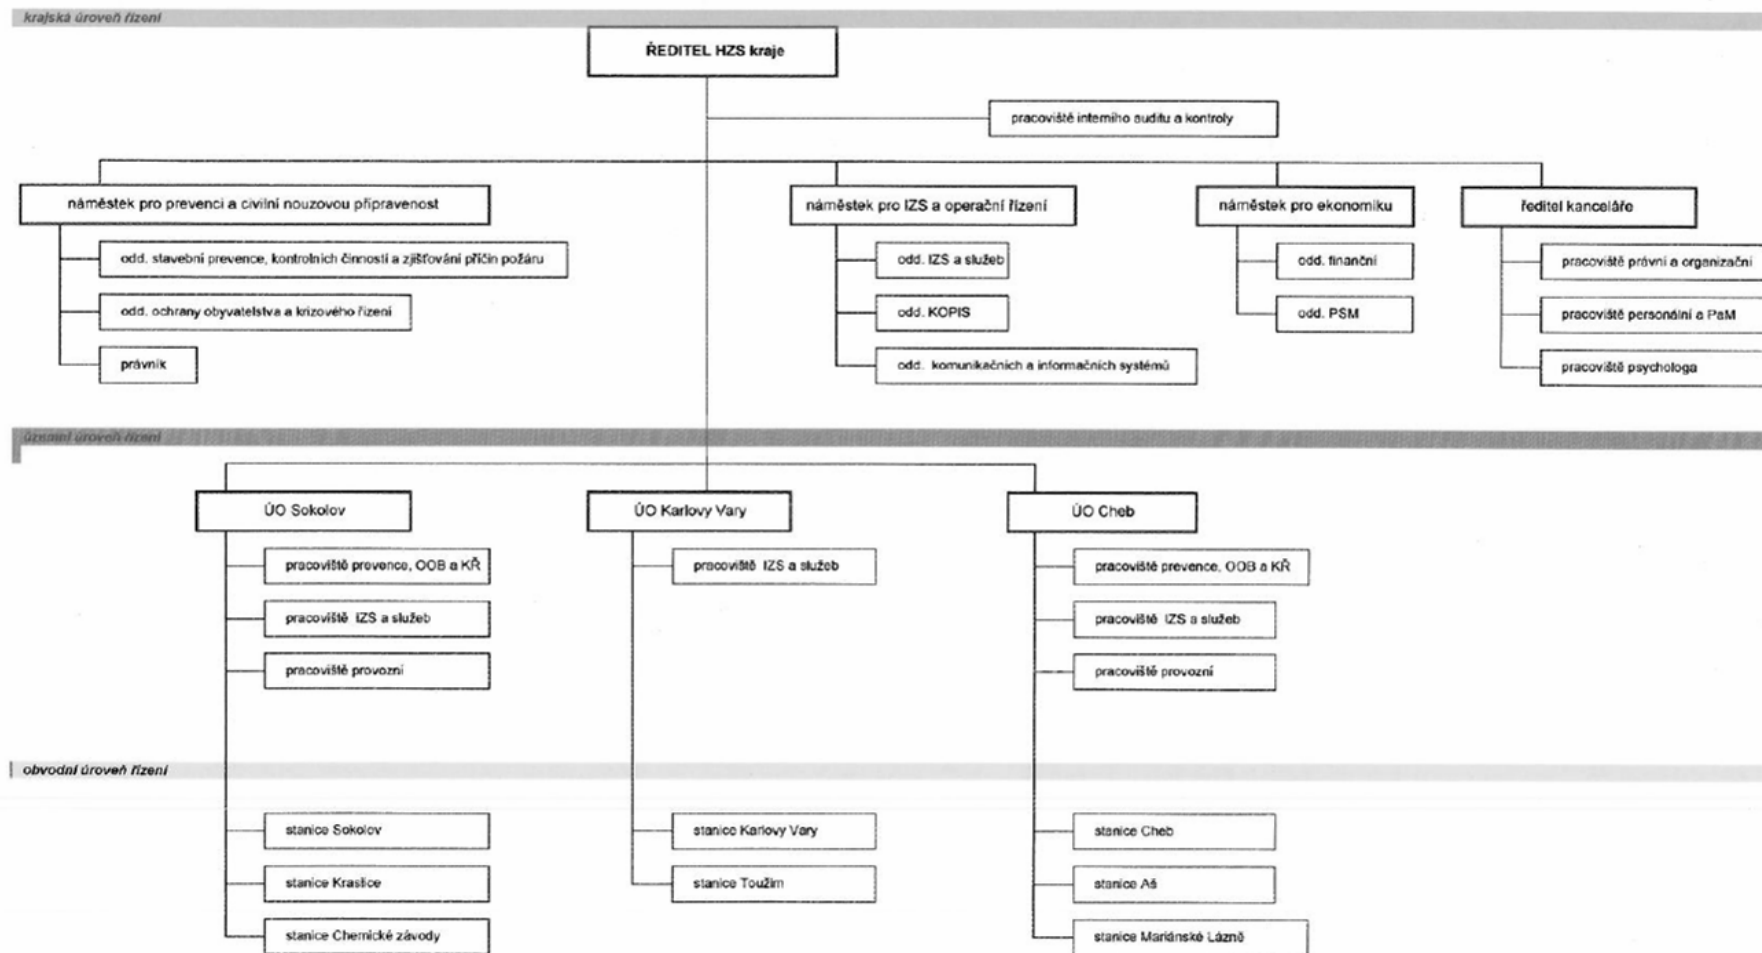 krajská úroveň řízení
ŘEDITEL HZS kraje
pracoviště interního auditu a kontroly
náměstek pro prevenci a civilní nouzovou připravenost
náměstek pro IZS a operační řízení
náměstek pro ekonomiku
ředitel kanceláře
odd. stavební prevence, kontrolních činností a zjišťování příčin požáru
odd. IZS a služeb
odd. finanční
pracoviště právní a organizační
odd. ochrany obyvatelstva a krizového řízení
odd. KOPIS
odd. PSM
pracoviště personální a PaM
právník
odd. komunikačních a informačních systémů
pracoviště psychologa
územní úroveň řízení
ÚO Sokolov
ÚO Karlovy Vary
ÚO Cheb
pracoviště prevence, OOB a KŘ
pracoviště IZS a služeb
pracoviště prevence, OOB a KŘ
pracoviště IZS a služeb
pracoviště IZS a služeb
pracoviště provozní
pracoviště provozní
obvodní úroveň řízení
stanice Sokolov
stanice Karlovy Vary
stanice Cheb
stanice Kraslice
stanice Toužim
stanice Aš
stanice Chemické závody
stanice Mariánské Lázně